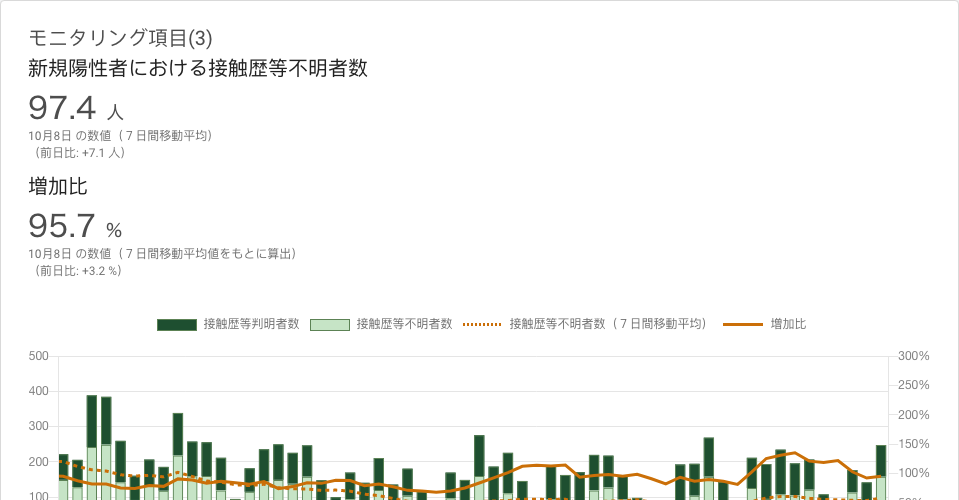 モニタリング項目(3)
新規陽性者における接触歴等不明者数
97.4 人
10月8日 の数値（７日間移動平均）
（前日比: +7.1 人）
増加比
95.7 %
10月8日 の数値（７日間移動平均値をもとに算出）
（前日比: +3.2 %）
接触歴等判明者数 接触歴等不明者数 接触歴等不明者数（７日間移動平均） 増加比
500 300%
250%
400
200%
300
150%
200
100%
100